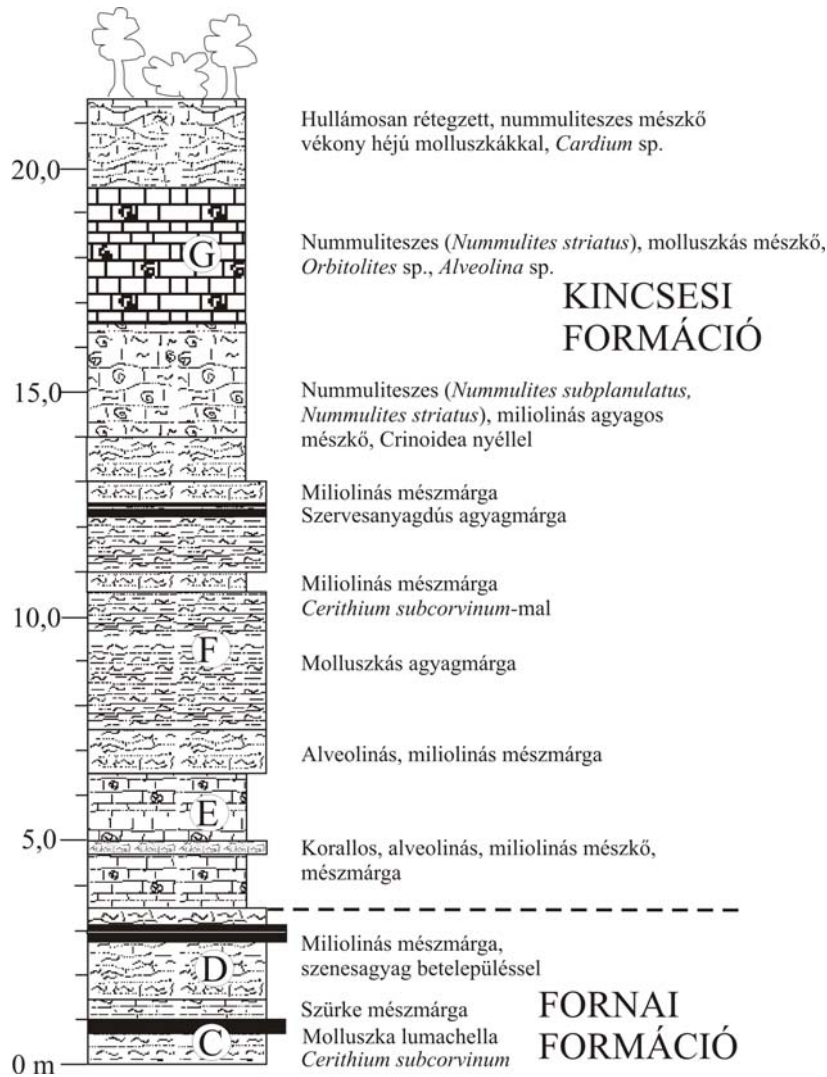 Hullámosan rétegzett, nummuliteszes mészkő
vékony héjú molluszkákkal, Cardium sp.
20,0
G
Nummuliteszes (Nummulites striatus), molluszkás mészkő,
Orbitolites sp., Alveolina sp.
KINCSESI
FORMÁCIÓ
15,0
Nummuliteszes (Nummulites subplanulatus,
Nummulites striatus), miliolinás agyagos
mészkő, Crinoidea nyéllel
Miliolinás mészmárga
Szervesanyagdús agyagmárga
Miliolinás mészmárga
Cerithium subcorvinum-mal
10,0
F
Molluszkás agyagmárga
Alveolinás, miliolinás mészmárga
E
5,0
Korallos, alveolinás, miliolinás mészkő,
mészmárga
D
Miliolinás mészmárga,
szenesagyag betelepüléssel
Szürke mészmárga
FORNAI
FORMÁCIÓ
C
Molluszka lumachella
Cerithium subcorvinum
0 m